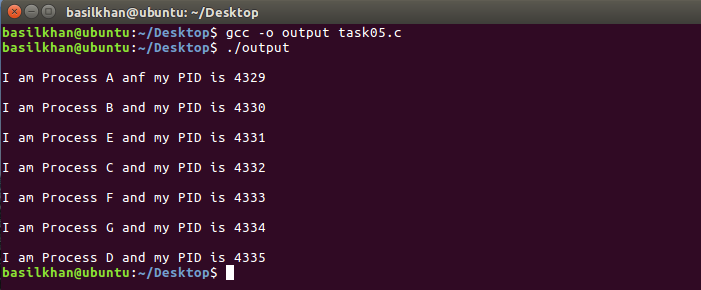 basilkhan@ubuntu: ~/Desktop
basilkhan@ubuntu:~/Desktop$ gcc -o output task05.c
basilkhan@ubuntu:~/Desktop$ ./output
I am Process A anf my PID is 4329
I am Process B and my PID is 4330
I am Process E and my PID is 4331
I am Process C and my PID is 4332
I am Process F and my PID is 4333
I am Process G and my PID is 4334
I am Process D and my PID is 4335
basilkhan@ubuntu:~/Desktop$